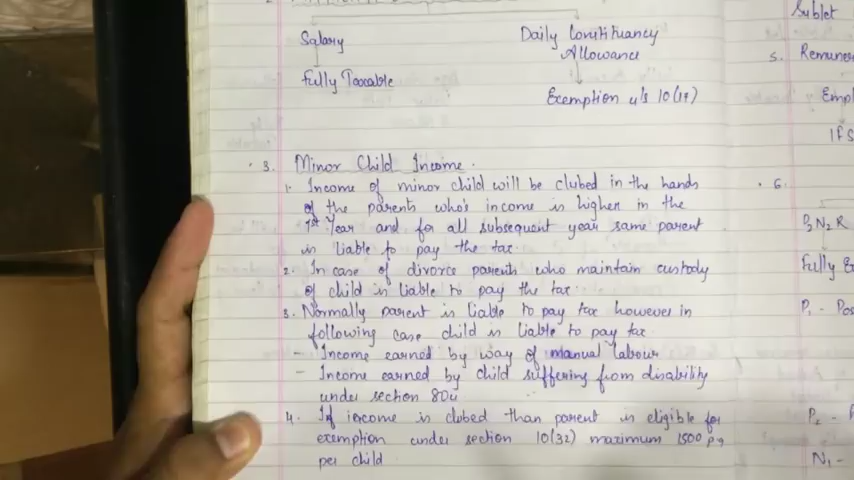 Salary
Daily Constituancy
Allowance
Fully Taxable
Exemption u/s 10(17)
3. Minor Child Income.
1. Income of minor child will be clubed in the hands
of the parents who's income is higher in the
1st Year and for all subsequent year same parent
is liable to pay the tax.
2. In case of divorce parents who maintain custody
of child is liable to pay the tax.
3. Normally parent is liable to pay tax however in
following case child is liable to pay tax
- Income earned by way of manual labour
- Income earned by child suffering from disability
under section 80u
4. If income is clubed than parent is eligible for
exemption under section 10(32) maximum 1500 p.a
per child
Sublet
5. Remuner
Empl
IFS
6.
P3 N2 R
Fully Ex
P1 - Pos
P2 - P
N1 -